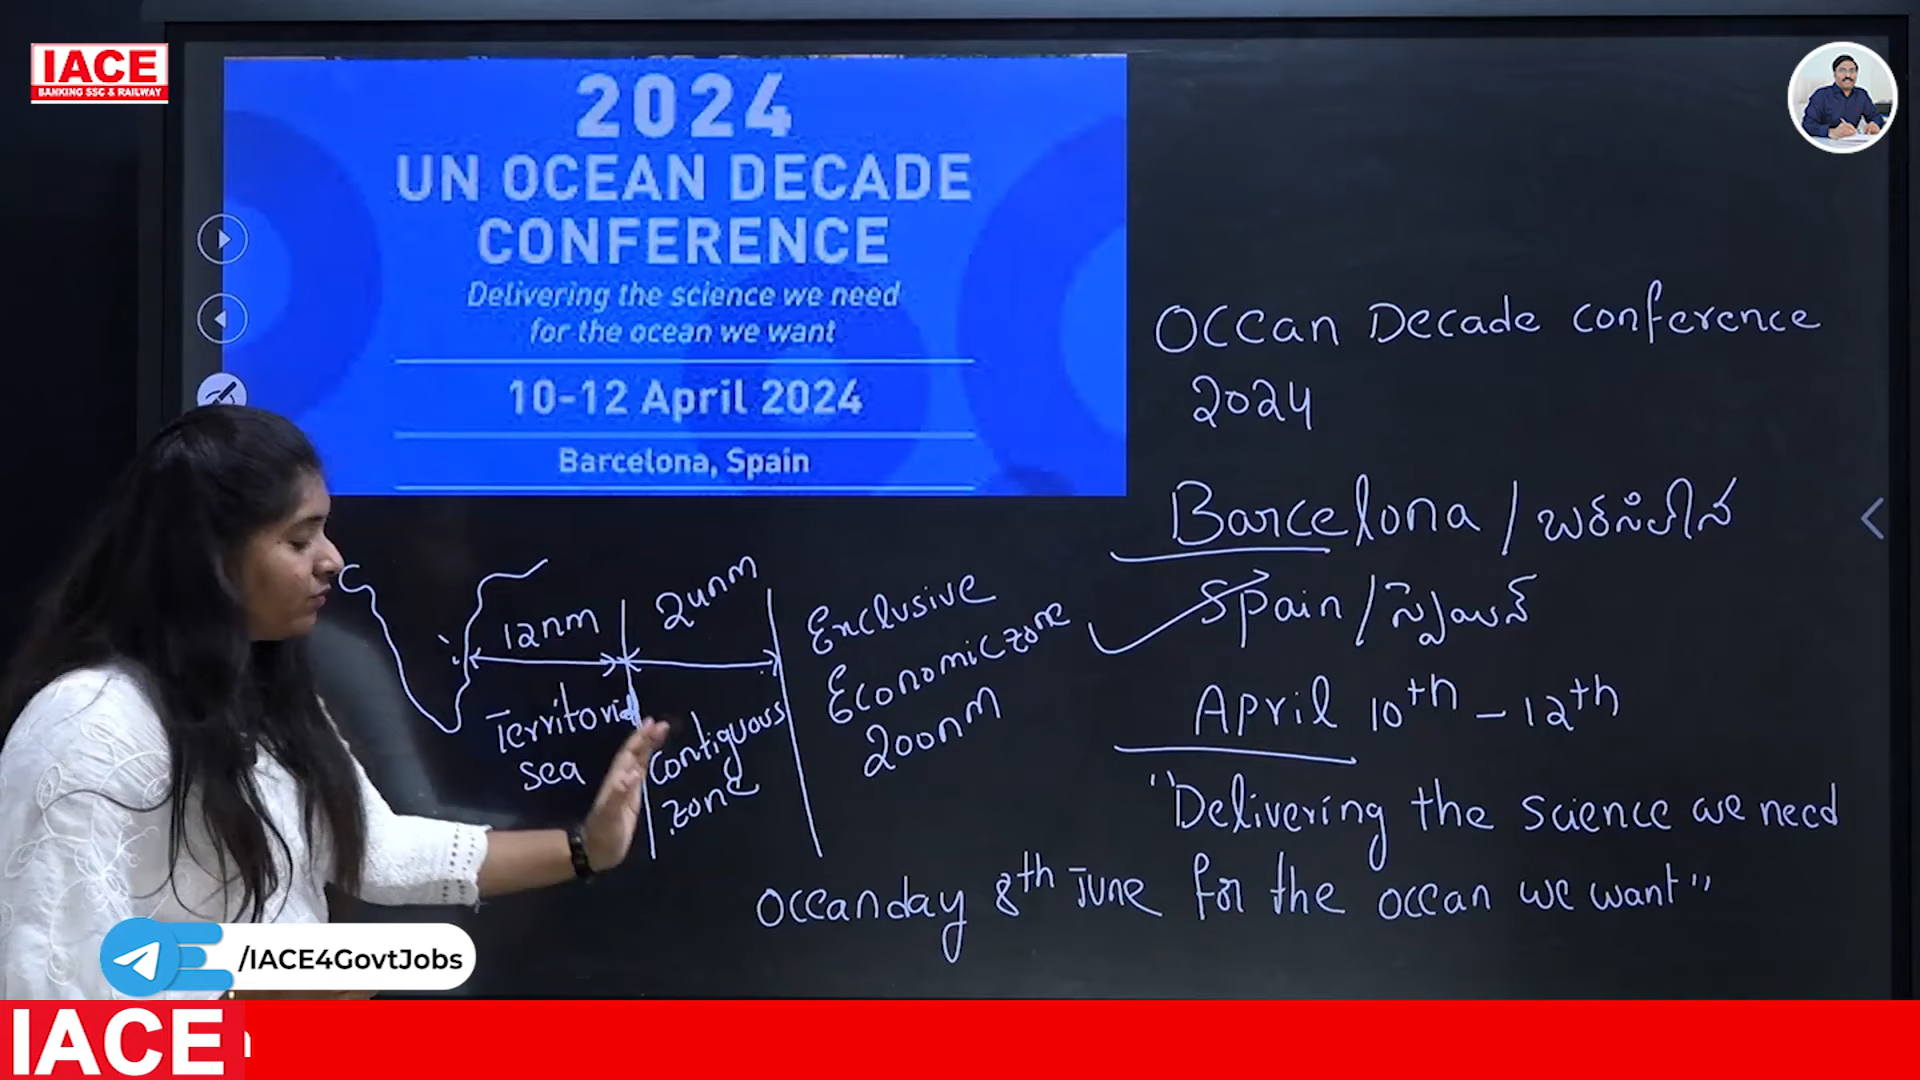 IACE
BANKING SSC & RAILWAY
2024
UN OCEAN DECADE
CONFERENCE
Delivering the science we need
for the ocean we want
10-12 April 2024
Barcelona, Spain
Ocean Decade conference
2024
Barcelona /
Spain /
April 10th - 12th
"Delivering the science we need
for the ocean we want"
Oceanday 8th June
12nm
24nm
Territorial
sea
contiguous
zone
Exclusive
Economic zone
200nm
/IACE4GovtJobs
IACE